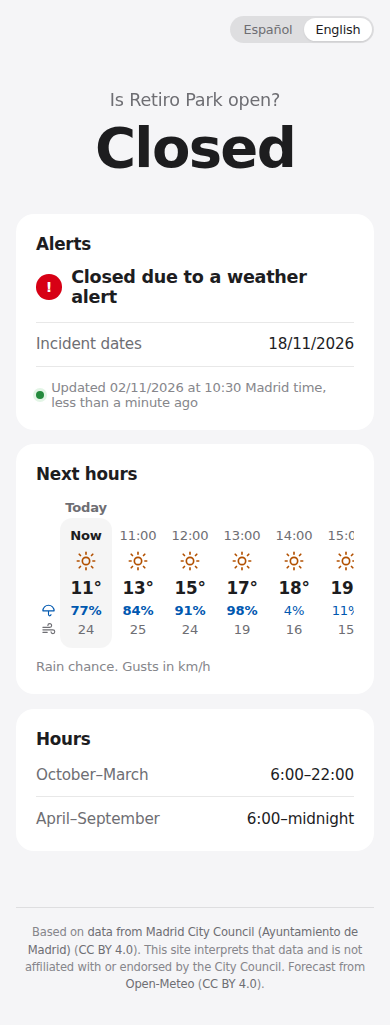 Español English
Is Retiro Park open?
Closed
Alerts
! Closed due to a weather
alert
Incident dates 18/11/2026
Updated 02/11/2026 at 10:30 Madrid time,
less than a minute ago
Next hours
Today
Now 11:00 12:00 13:00 14:00 15:0
11° 13° 15° 17° 18° 19
77% 84% 91% 98% 4% 11%
24 25 24 19 16 15
Rain chance. Gusts in km/h
Hours
October–March 6:00–22:00
April–September 6:00–midnight
Based on data from Madrid City Council (Ayuntamiento de
Madrid) (CC BY 4.0). This site interprets that data and is not
affiliated with or endorsed by the City Council. Forecast from
Open-Meteo (CC BY 4.0).